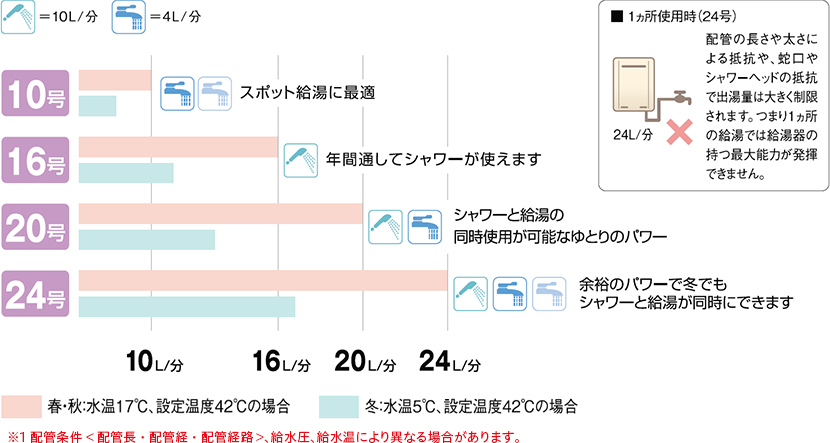 =10L/分 =4L/分
■ 1ヵ所使用時(24号)
配管の長さや太さに
よる抵抗や、蛇口や
シャワーヘッドの抵抗
で出湯量は大きく制限
されます。つまり1ヵ所
の給湯では給湯器の
持つ最大能力が発揮
できません。
24L/分
10号
スポット給湯に最適
16号
年間通してシャワーが使えます
20号
シャワーと給湯の
同時使用が可能なゆとりのパワー
24号
余裕のパワーで冬でも
シャワーと給湯が同時にできます
10L/分 16L/分 20L/分 24L/分
春・秋:水温17℃、設定温度42℃の場合 冬:水温5℃、設定温度42℃の場合
※1 配管条件<配管長・配管経・配管経路>、給水圧、給水温により異なる場合があります。